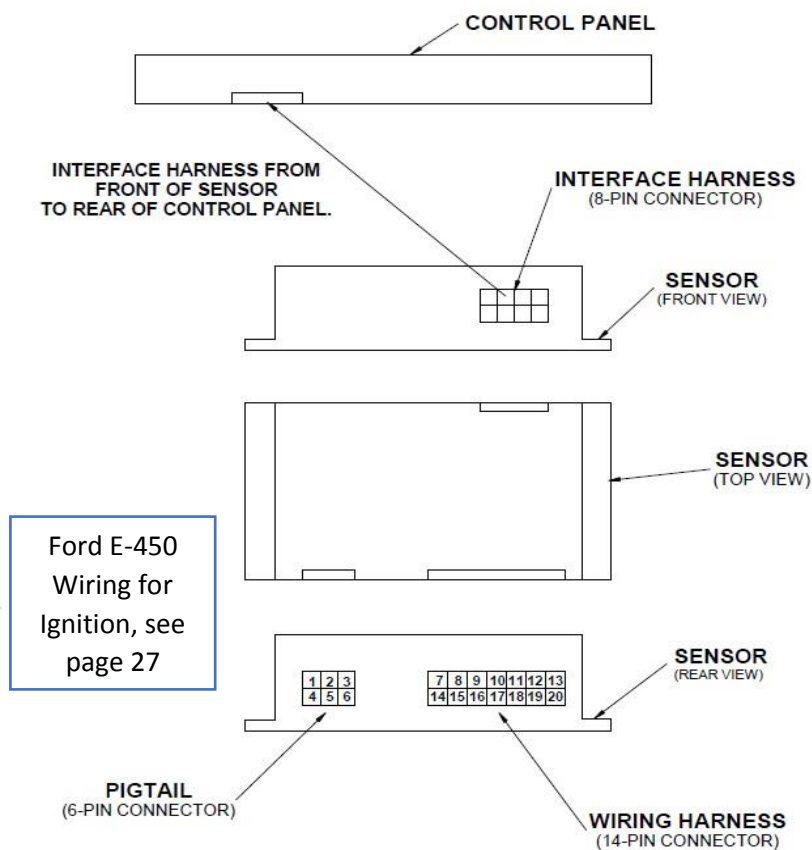 CONTROL PANEL
INTERFACE HARNESS FROM
FRONT OF SENSOR
TO REAR OF CONTROL PANEL.
INTERFACE HARNESS
(8-PIN CONNECTOR)
SENSOR
(FRONT VIEW)
SENSOR
(TOP VIEW)
Ford E-450
Wiring for
Ignition, see
page 27
1 2 3
4 5 6
7 8 9 10 11 12 13
14 15 16 17 18 19 20
SENSOR
(REAR VIEW)
PIGTAIL
(6-PIN CONNECTOR)
WIRING HARNESS
(14-PIN CONNECTOR)